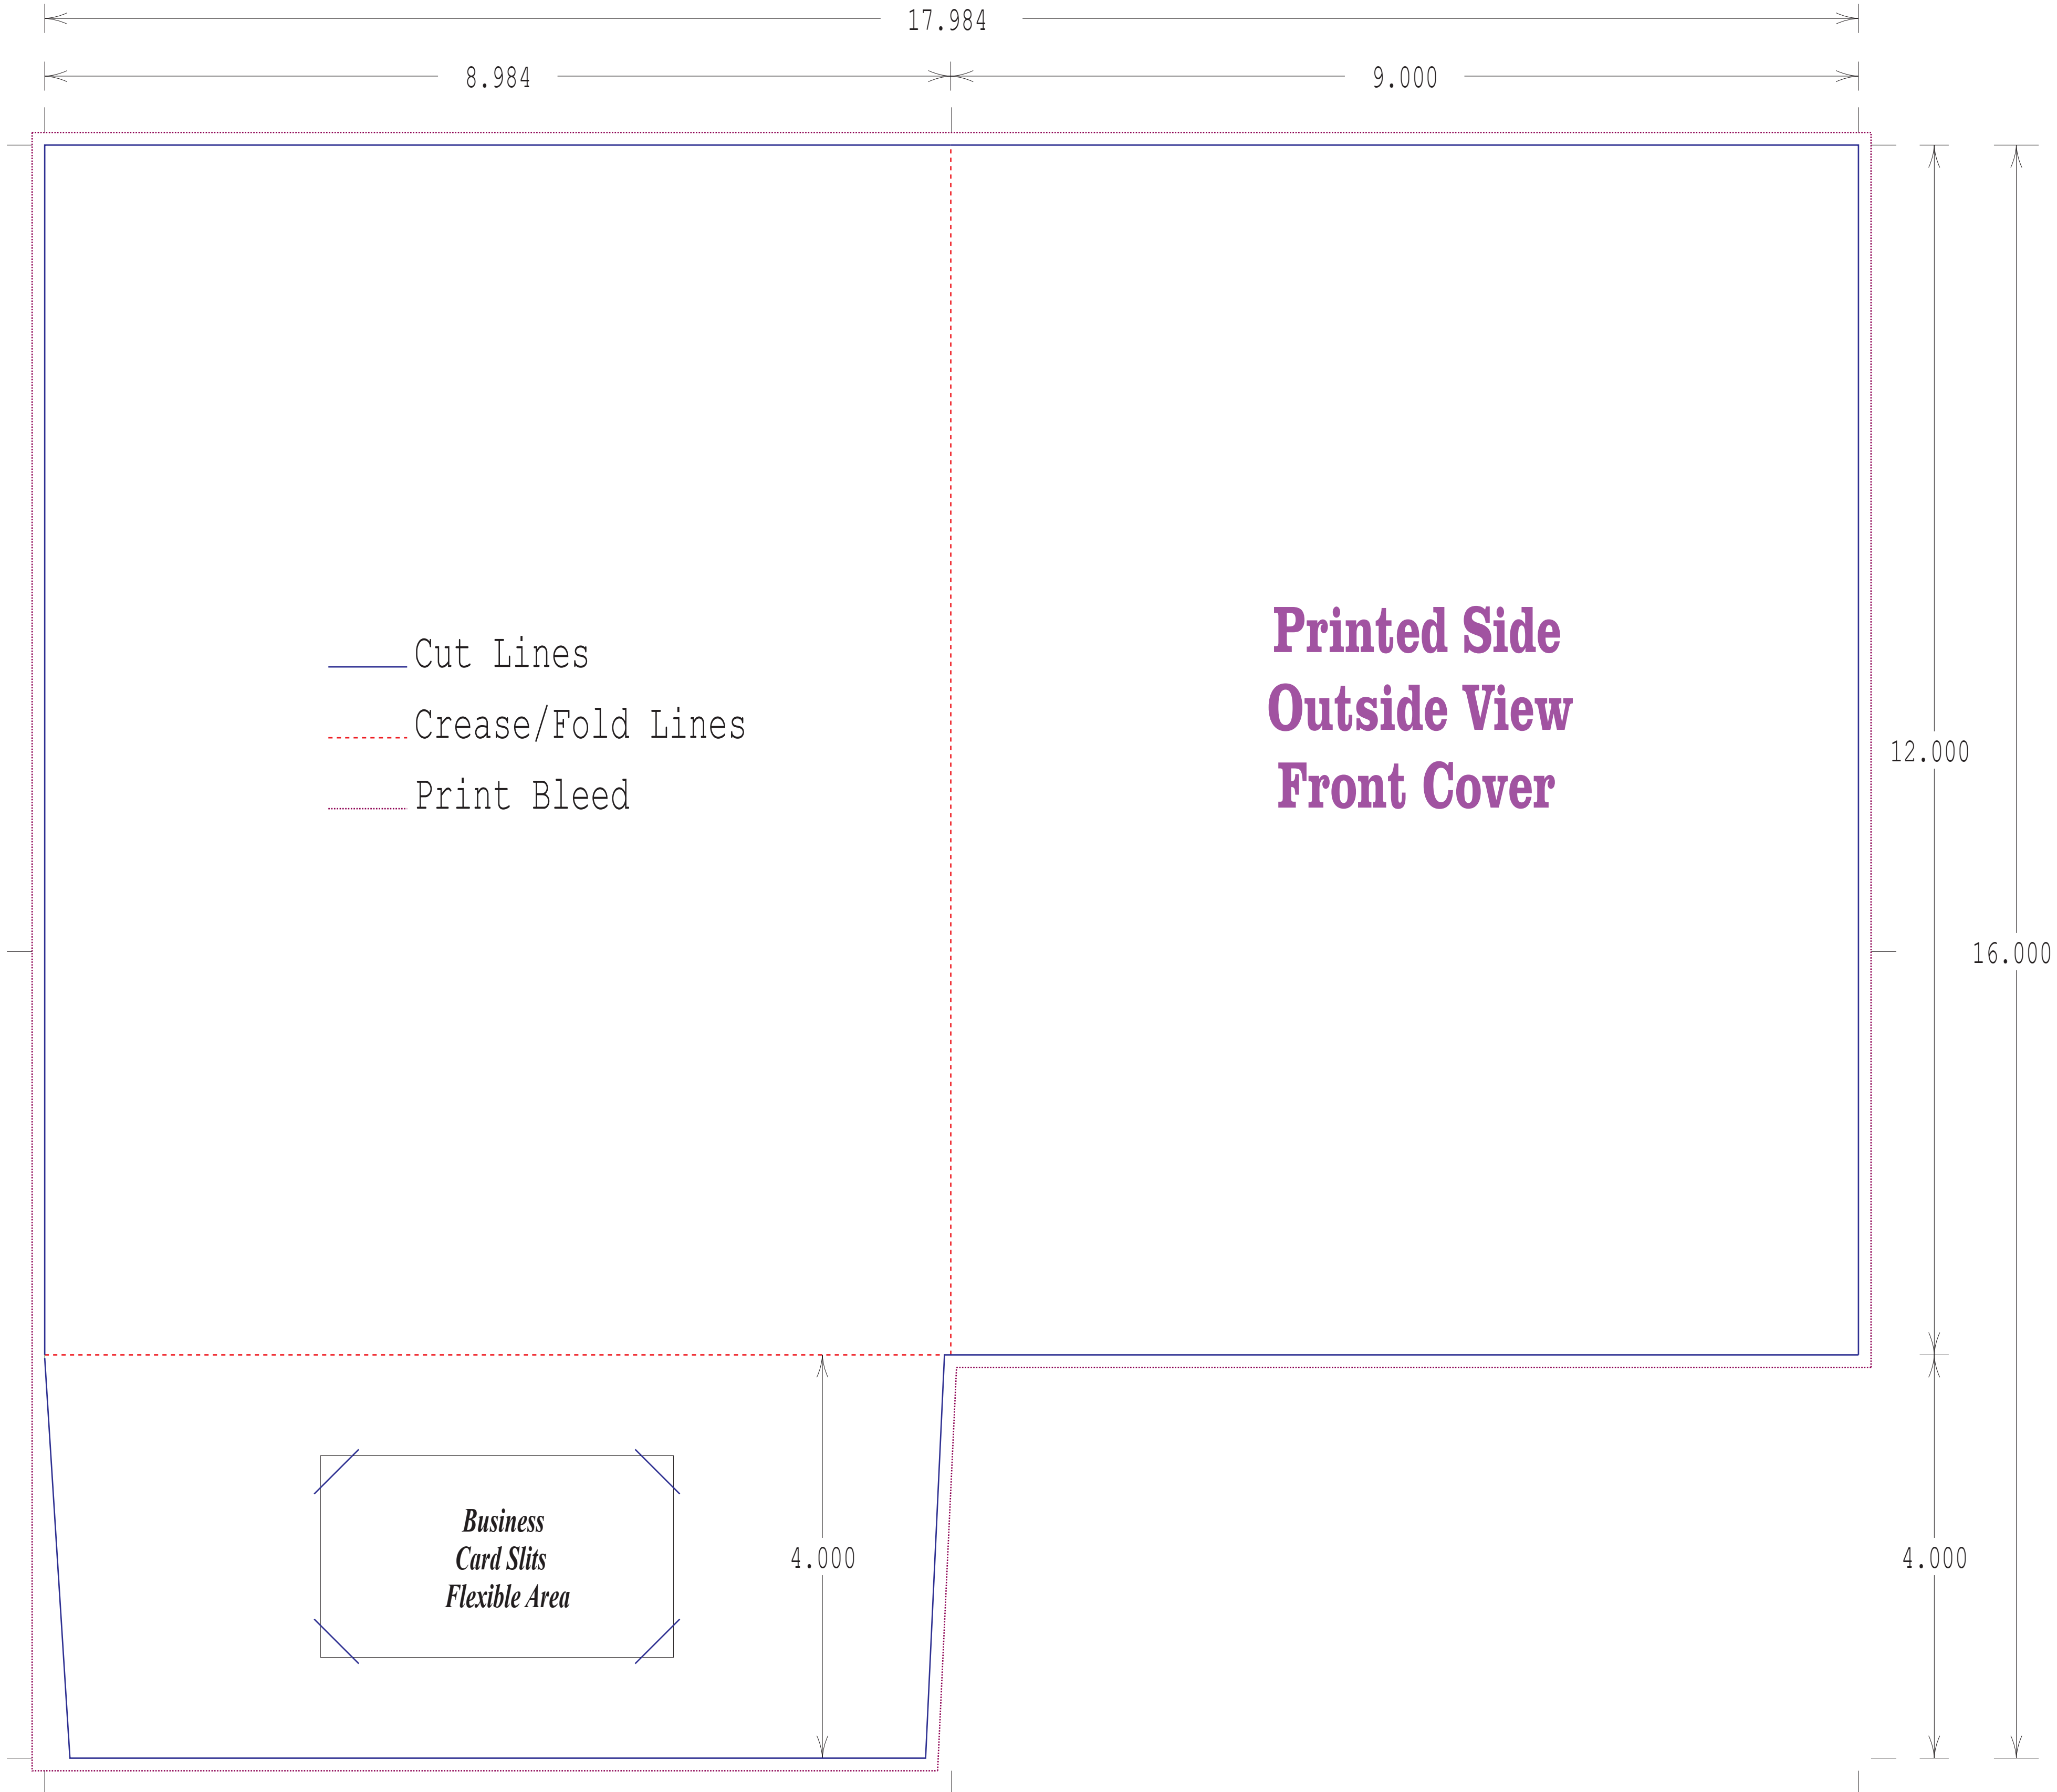 17.984
8.984
9.000
Cut Lines
Crease/Fold Lines
Print Bleed
Printed Side
Outside View
Front Cover
12.000
16.000
Business
Card Slits
Flexible Area
4.000
4.000